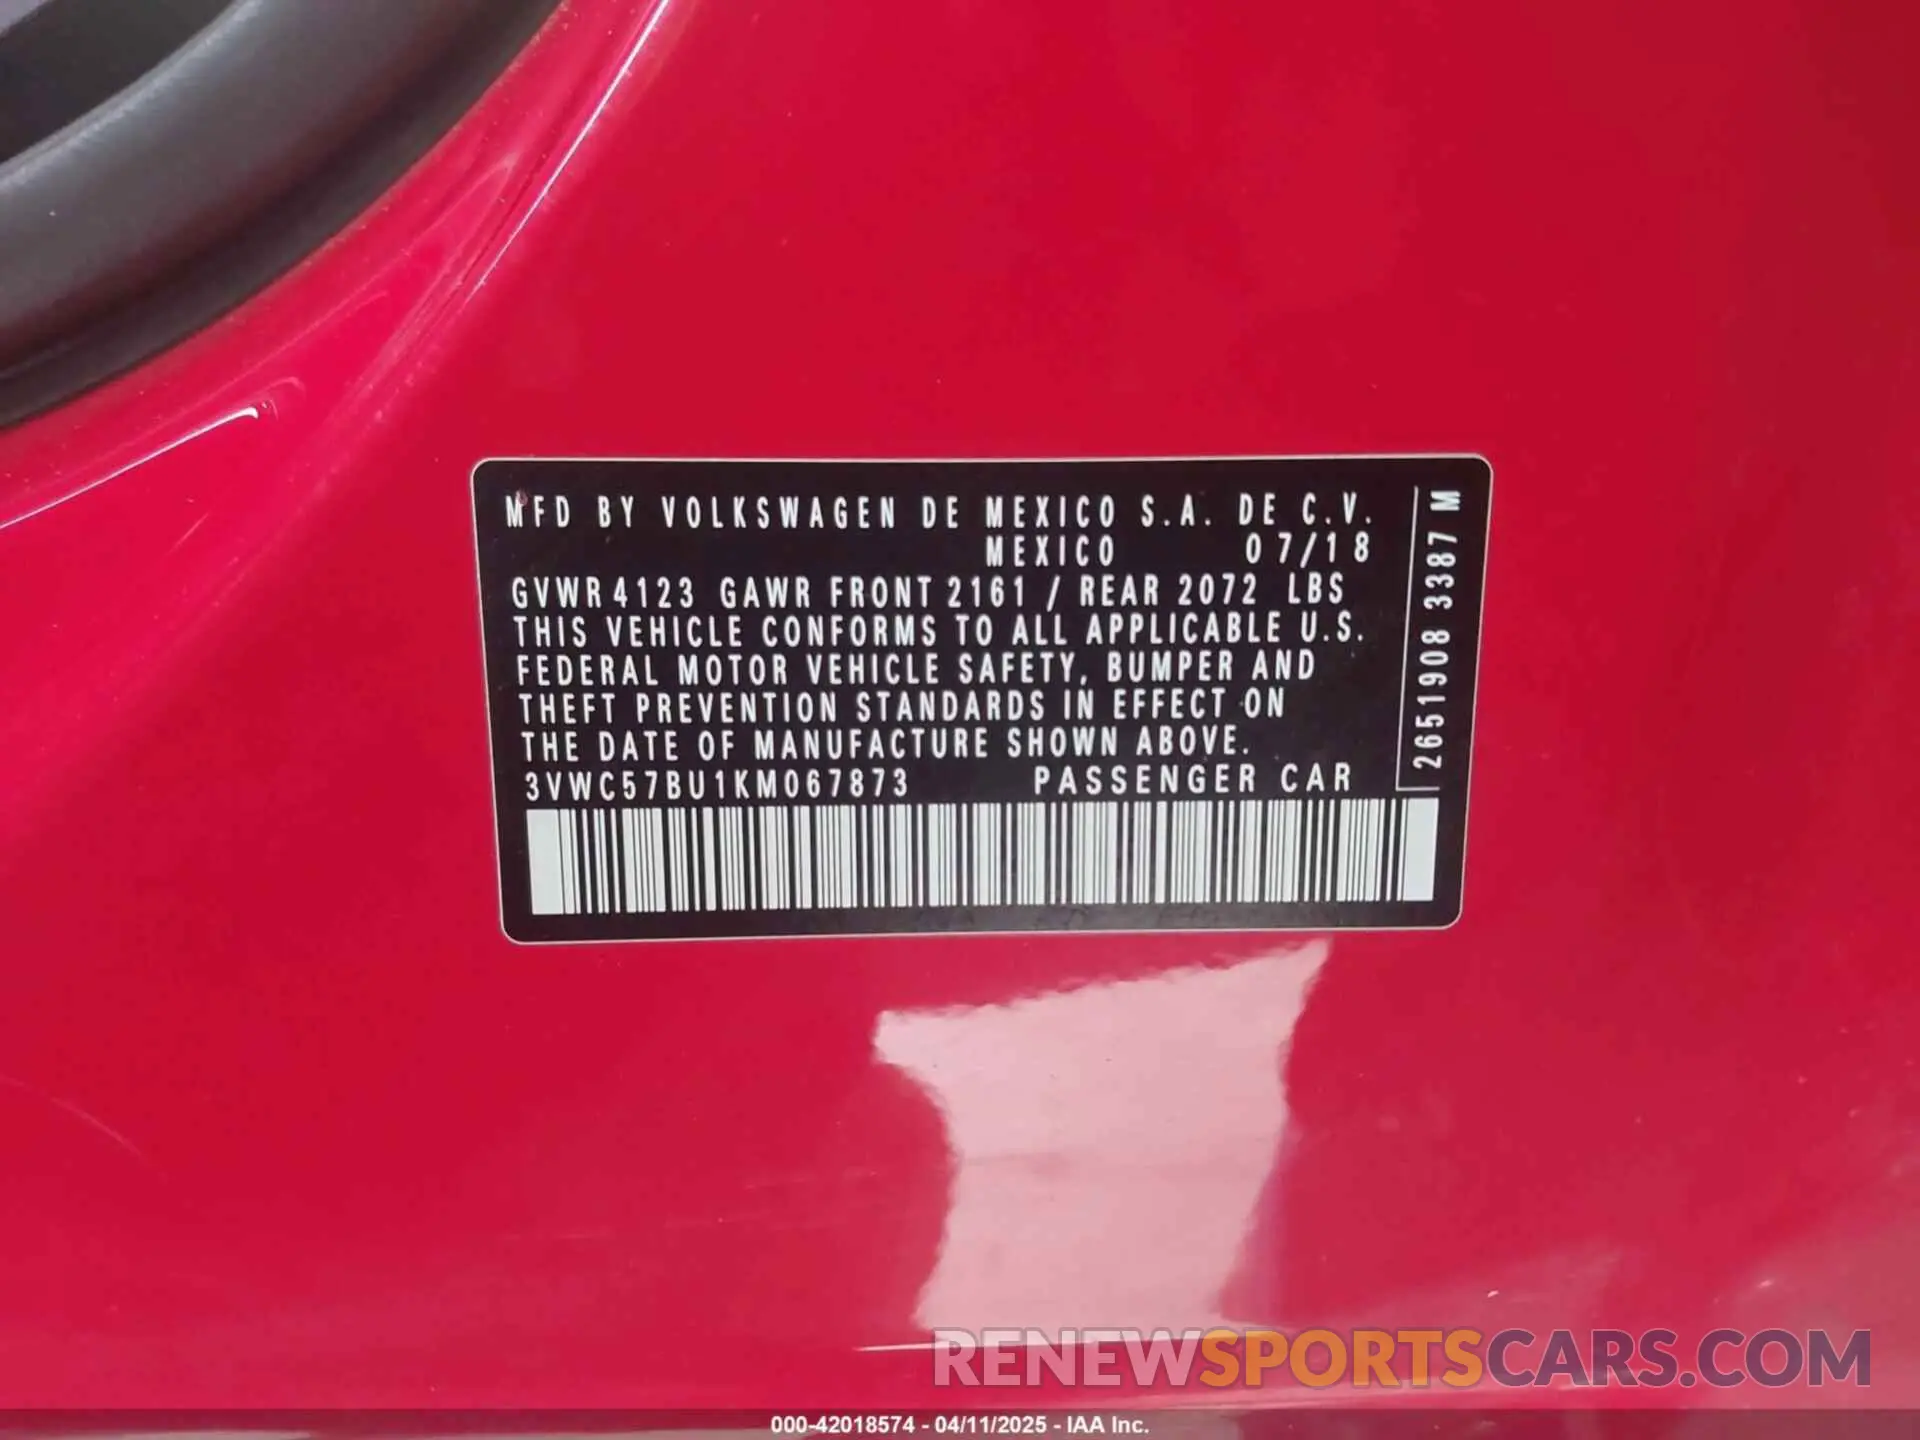 MFD BY VOLKSWAGEN DE MEXICO S.A. DE C.V.
MEXICO 07/18
GVWR 4123 GAWR FRONT 2161 / REAR 2072 LBS
THIS VEHICLE CONFORMS TO ALL APPLICABLE U.S.
FEDERAL MOTOR VEHICLE SAFETY, BUMPER AND
THEFT PREVENTION STANDARDS IN EFFECT ON
THE DATE OF MANUFACTURE SHOWN ABOVE.
3VWC57BU1KM067873 PASSENGER CAR
2651908 3387 M
RENEWSPORTSCARS.COM
000-42018574 - 04/11/2025 - IAA Inc.